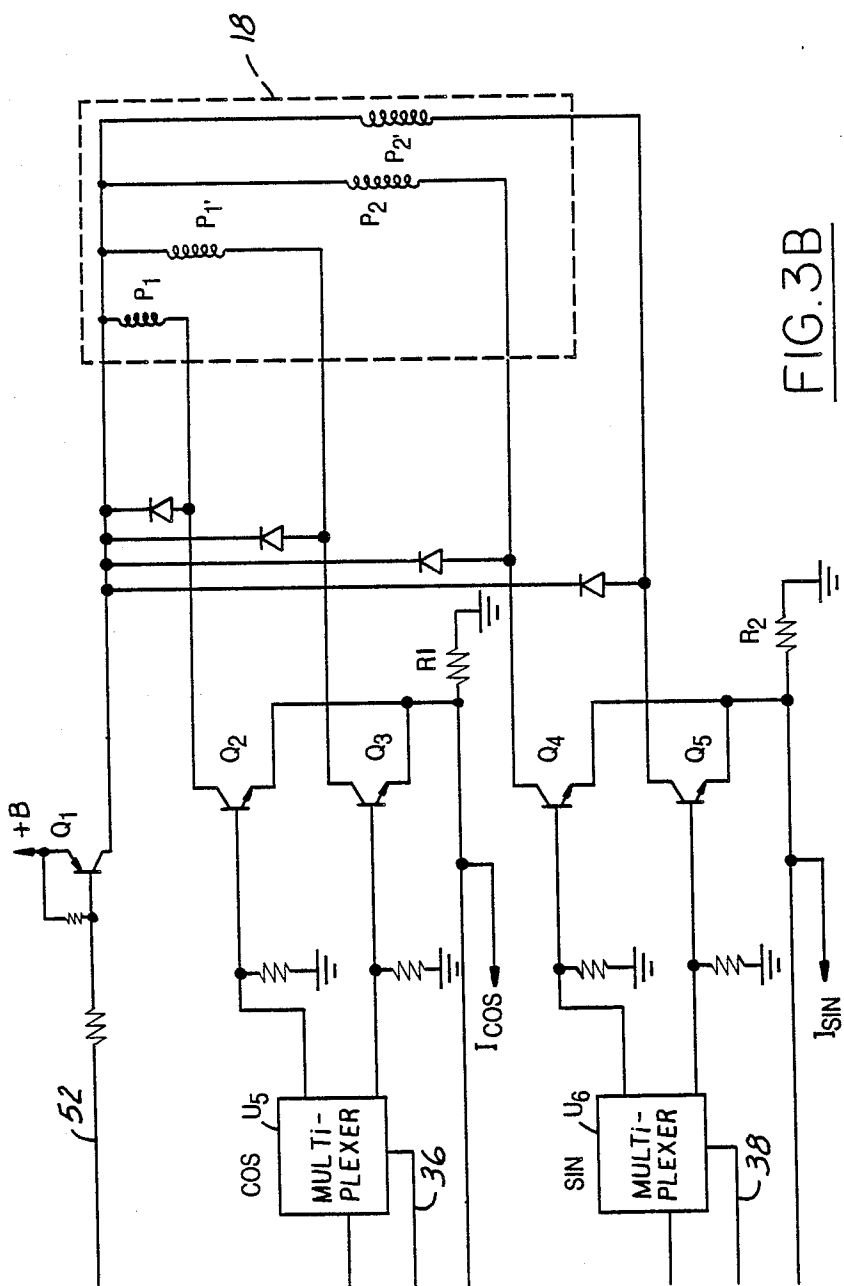 18
+B
Q1
52
P1
P1'
P2
P2'
Q2
Q3
R1
COS
U5
MULTI-
PLEXER
36
ICOS
Q4
Q5
R2
SIN
U6
MULTI-
PLEXER
38
ISIN
FIG.3B